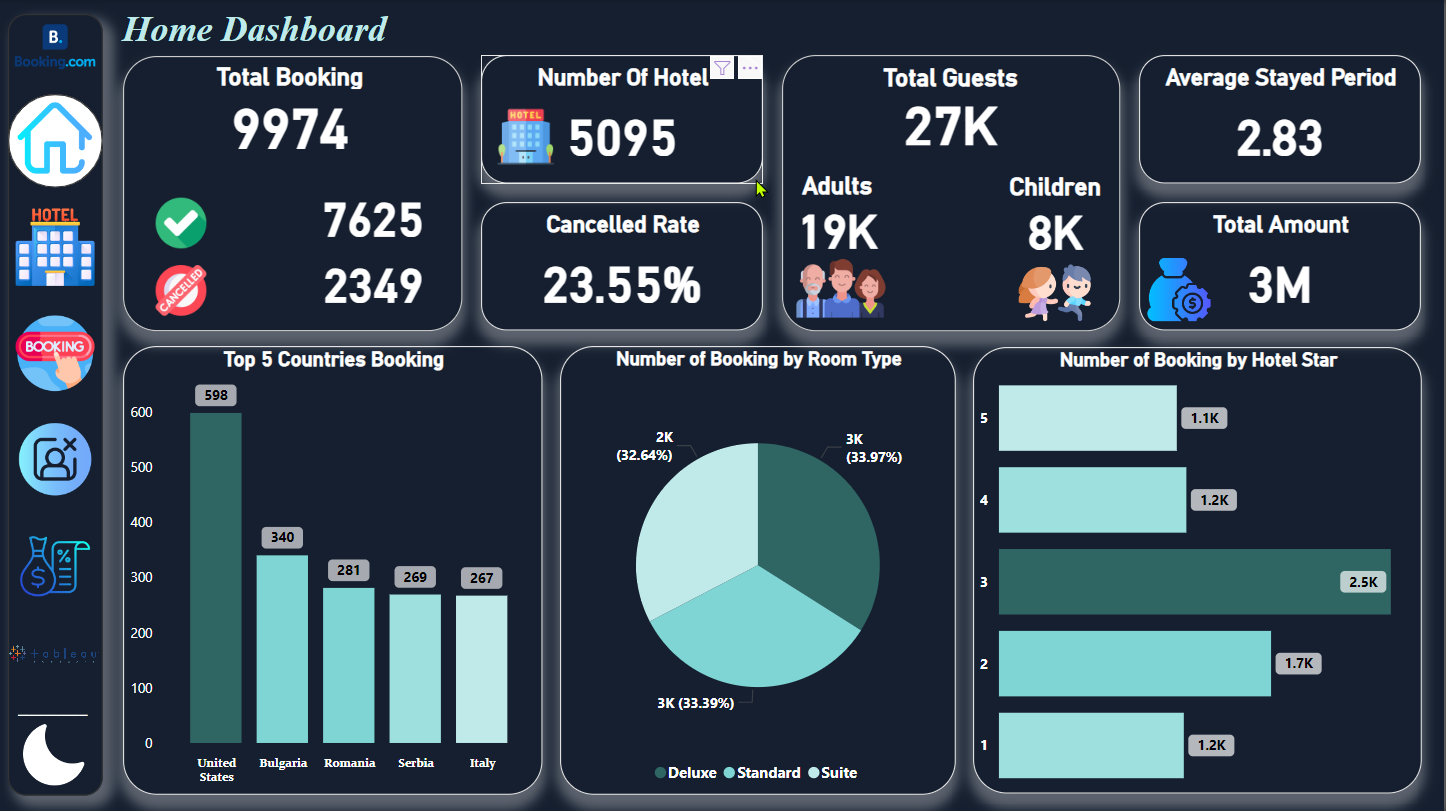 B.
Booking.com
Home Dashboard
Total Booking
9974
7625
CANCELLED
2349
Number Of Hotel
HOTEL
5095
Cancelled Rate
23.55%
Total Guests
27K
Adults
19K
Children
8K
Average Stayed Period
2.83
Total Amount
$
3M
HOTEL
BOOKING
%
$
+ a b | e a u
Top 5 Countries Booking
600
500
400
300
200
100
0
598
340
281
269
267
United
States
Bulgaria
Romania
Serbia
Italy
Number of Booking by Room Type
2K
(32.64%)
3K
(33.97%)
3K (33.39%)
Deluxe
Standard
Suite
Number of Booking by Hotel Star
5
1.1K
4
1.2K
3
2.5K
2
1.7K
1
1.2K